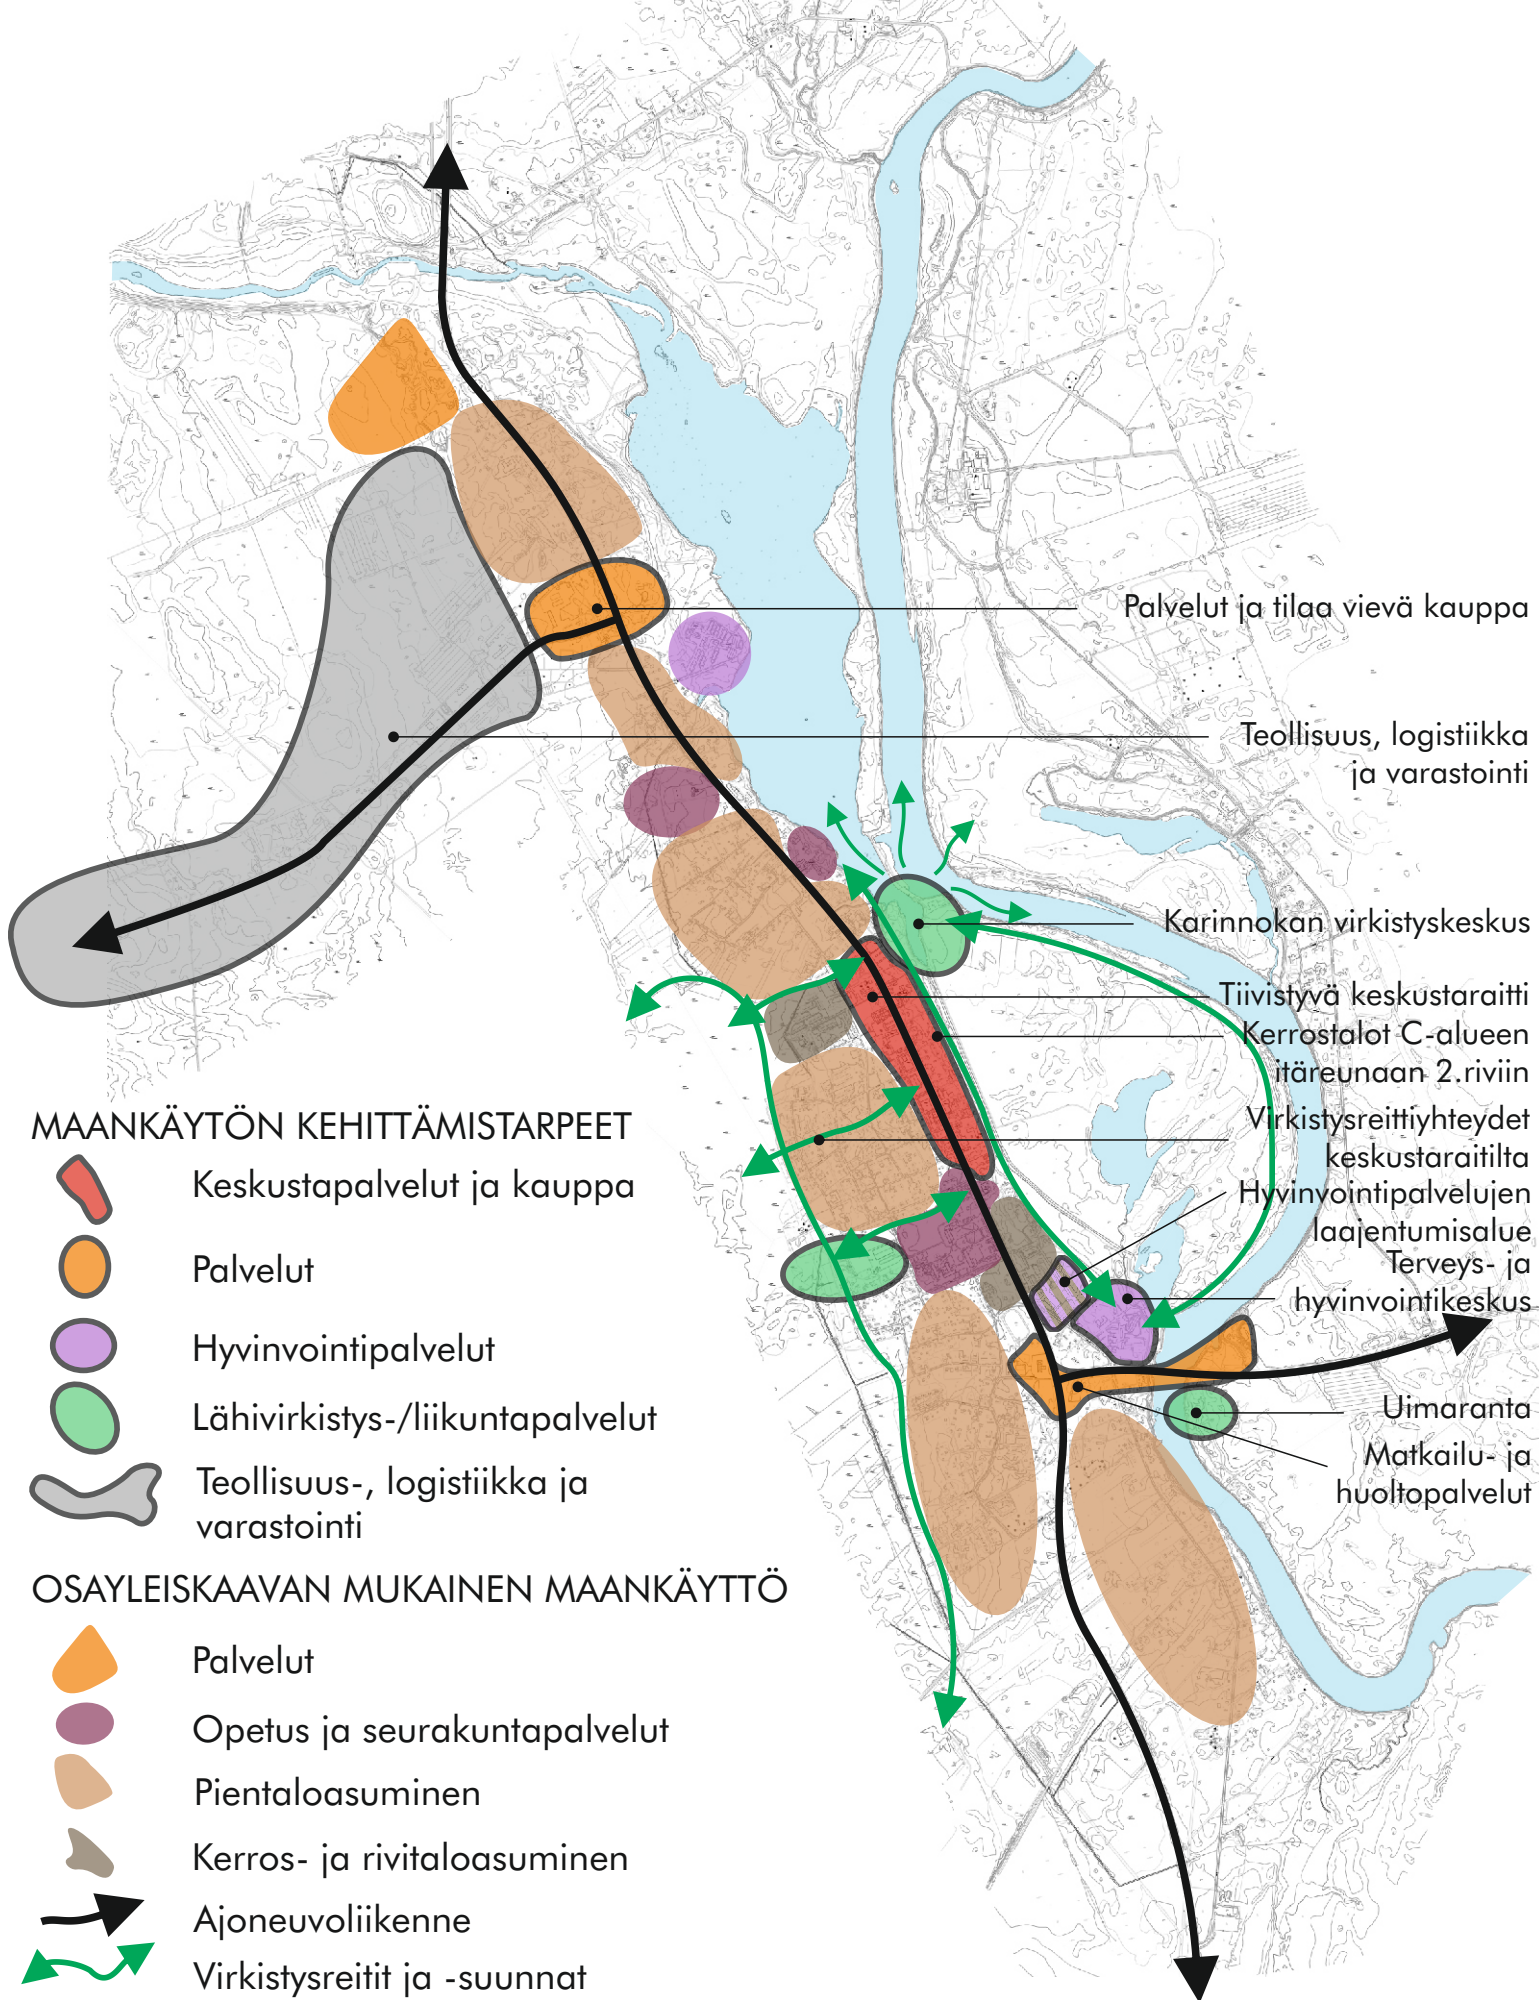 Palvelut ja tilaa vievä kauppa
Teollisuus, logistiikka
ja varastointi
Karinnokan virkistyskeskus
Tiivistyvä keskustaraitti
Kerrostalot C-alueen
itäreunaan 2.riviin
Virkistysreittiyhteydet
keskustaraitilta
Hyvinvointipalvelujen
laajentumisalue
Terveys- ja
hyvinvointikeskus
Uimaranta
Matkailu- ja
huoltopalvelut
MAANKÄYTÖN KEHITTÄMISTARPEET
Keskustapalvelut ja kauppa
Palvelut
Hyvinvointipalvelut
Lähivirkistys-/liikuntapalvelut
Teollisuus-, logistiikka ja
varastointi
OSAYLEISKAAVAN MUKAINEN MAANKÄYTTÖ
Palvelut
Opetus ja seurakuntapalvelut
Pientaloasuminen
Kerros- ja rivitaloasuminen
Ajoneuvoliikenne
Virkistysreitit ja -suunnat